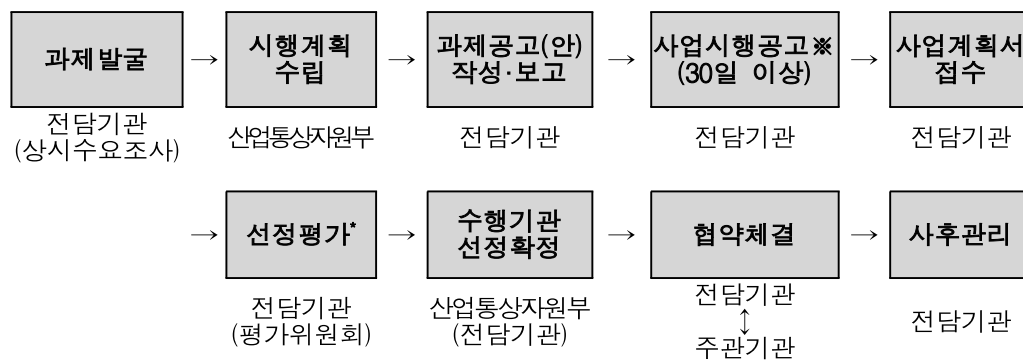 과제발굴
→
시행계획
수립
→
과제공고(안)
작성·보고
→
사업시행공고※
(30일 이상)
→
사업계획서
접수
전담기관
(상시수요조사)
산업통상자원부
전담기관
전담기관
전담기관
→
선정평가*
→
수행기관
선정확정
→
협약체결
→
사후관리
전담기관
(평가위원회)
산업통상자원부
(전담기관)
전담기관
↕
주관기관
전담기관